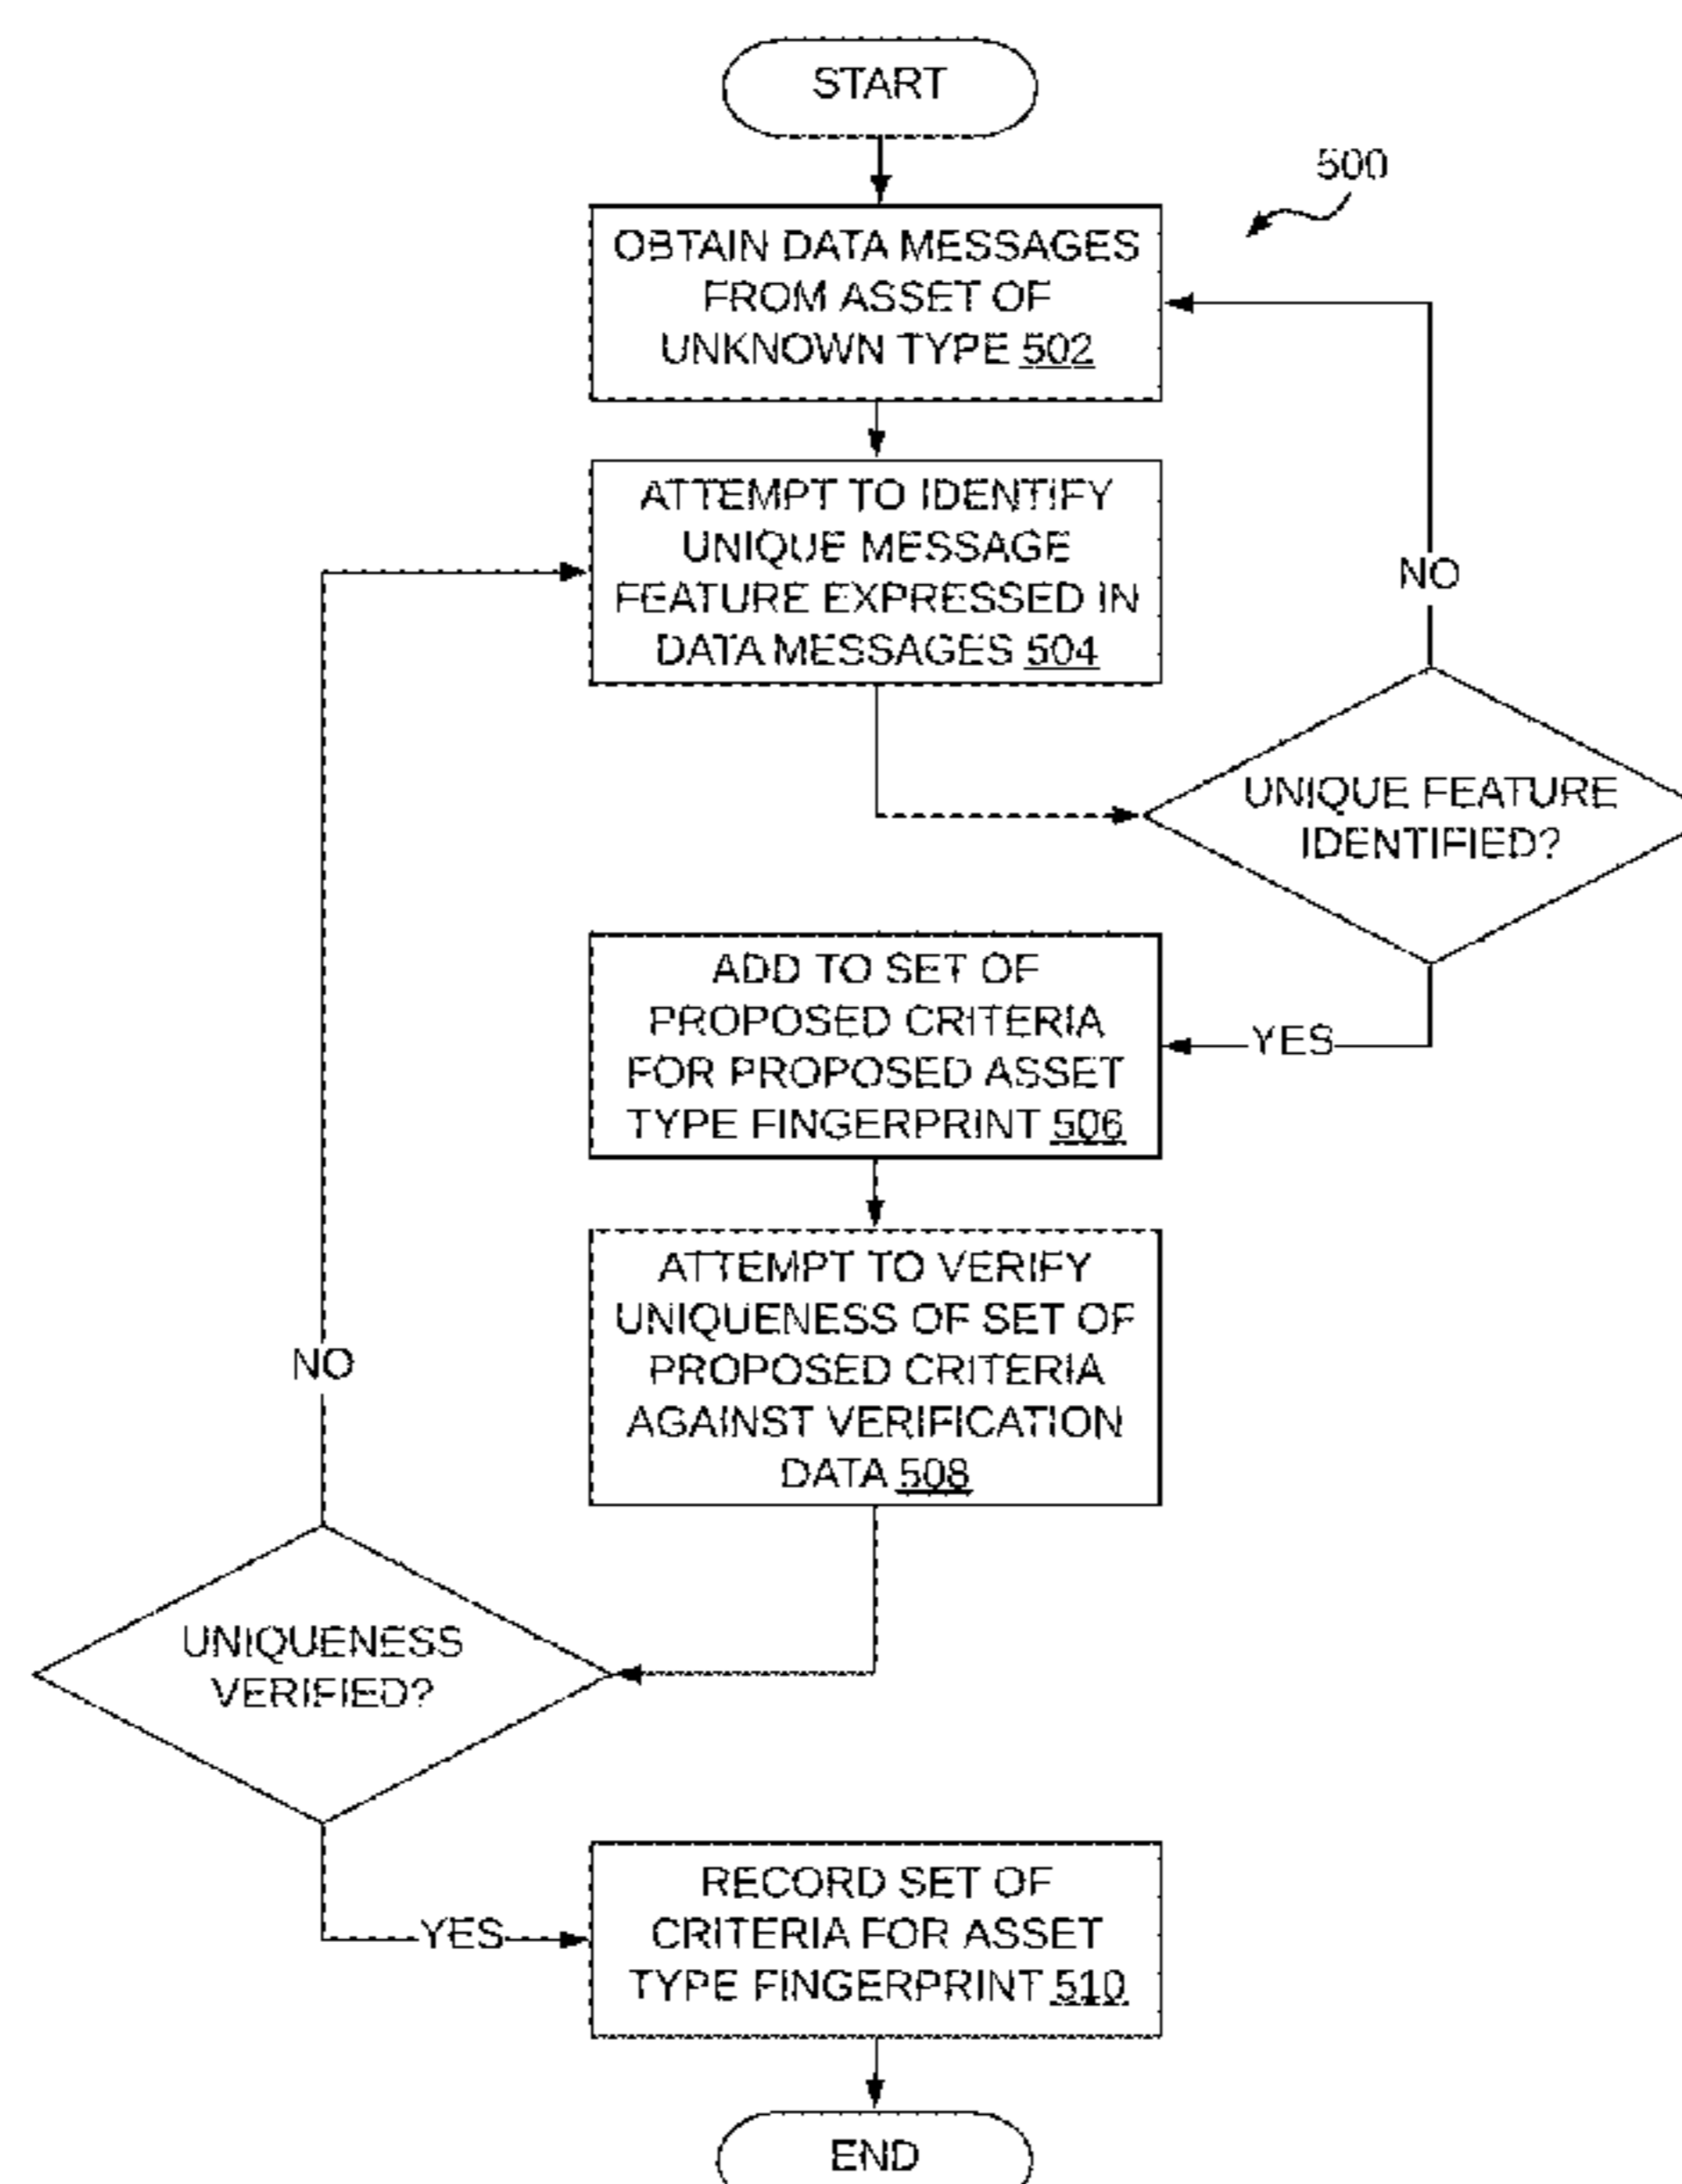 START
500
OBTAIN DATA MESSAGES
FROM ASSET OF
UNKNOWN TYPE 502
ATTEMPT TO IDENTIFY
UNIQUE MESSAGE
FEATURE EXPRESSED IN
DATA MESSAGES 504
NO
UNIQUE FEATURE
IDENTIFIED?
YES
ADD TO SET OF
PROPOSED CRITERIA
FOR PROPOSED ASSET
TYPE FINGERPRINT 506
ATTEMPT TO VERIFY
UNIQUENESS OF SET OF
PROPOSED CRITERIA
AGAINST VERIFICATION
DATA 508
NO
UNIQUENESS
VERIFIED?
YES
RECORD SET OF
CRITERIA FOR ASSET
TYPE FINGERPRINT 510
END